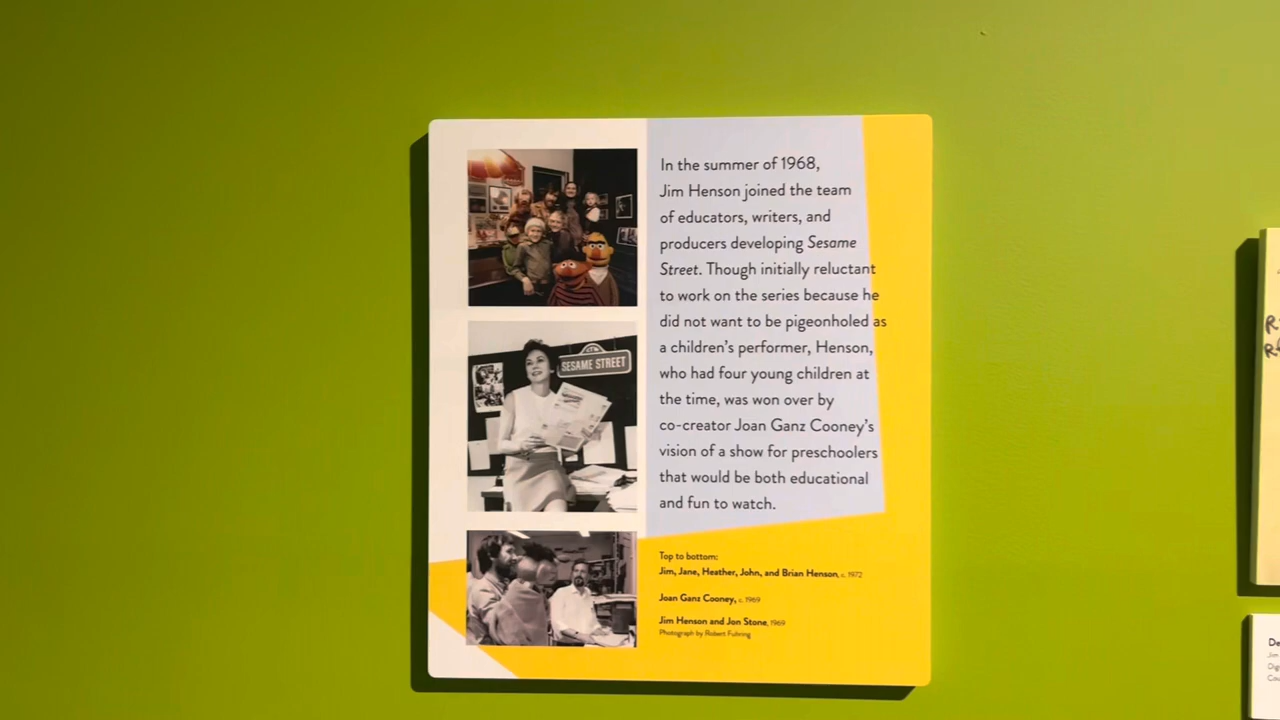 In the summer of 1968,
Jim Henson joined the team
of educators, writers, and
producers developing Sesame
Street. Though initially reluctant
to work on the series because he
did not want to be pigeonholed as
a children's performer, Henson,
who had four young children at
the time, was won over by
co-creator Joan Ganz Cooney's
vision of a show for preschoolers
that would be both educational
and fun to watch.
SESAME STREET
Top to bottom:
Jim, Jane, Heather, John, and Brian Henson, c. 1972
Joan Ganz Cooney, c. 1969
Jim Henson and Jon Stone, 1969
Photograph by Robert Fuhring